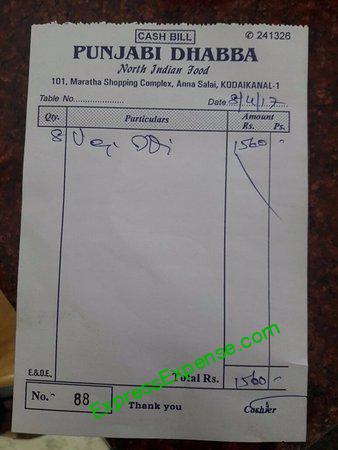 CASH BILL
✆ 241326
PUNJABI DHABBA
North Indian Food
101, Maratha Shopping Complex, Anna Salai, KODAIKANAL-1
Table No.................... Date 3/4/17
Qty. Particulars Amount
Rs. Ps.
8 1560 -
E.&O.E. Total Rs. 1560 -
No. 88
Thank you Cashier
ExpressExpense.com